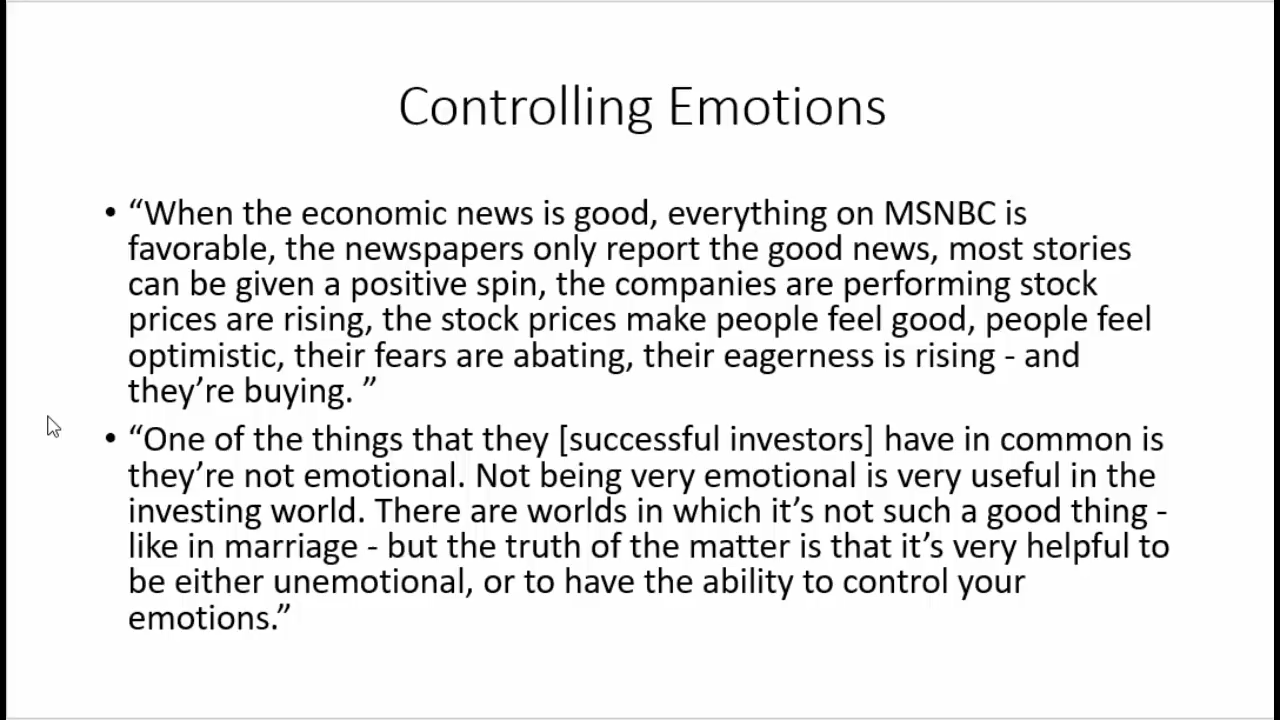 Controlling Emotions
• “When the economic news is good, everything on MSNBC is
favorable, the newspapers only report the good news, most stories
can be given a positive spin, the companies are performing stock
prices are rising, the stock prices make people feel good, people feel
optimistic, their fears are abating, their eagerness is rising - and
they’re buying. ”
• “One of the things that they [successful investors] have in common is
they’re not emotional. Not being very emotional is very useful in the
investing world. There are worlds in which it’s not such a good thing -
like in marriage - but the truth of the matter is that it’s very helpful to
be either unemotional, or to have the ability to control your
emotions.”